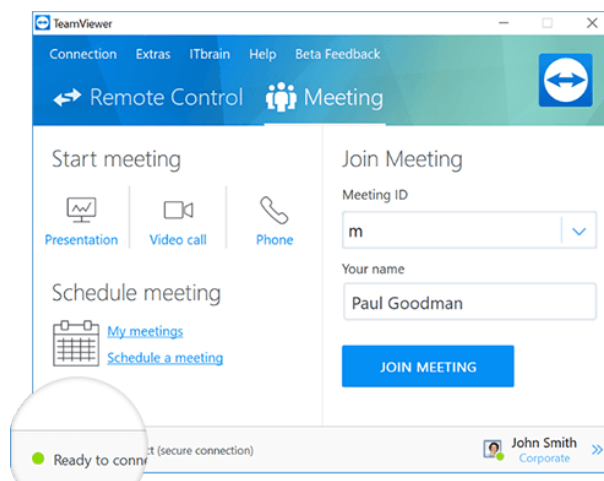 TeamViewer
Connection Extras ITbrain Help Beta Feedback
Remote Control Meeting
Start meeting
Presentation Video call Phone
Schedule meeting
My meetings
Schedule a meeting
Join Meeting
Meeting ID
m
Your name
Paul Goodman
JOIN MEETING
Ready to conne ct (secure connection)
John Smith
Corporate